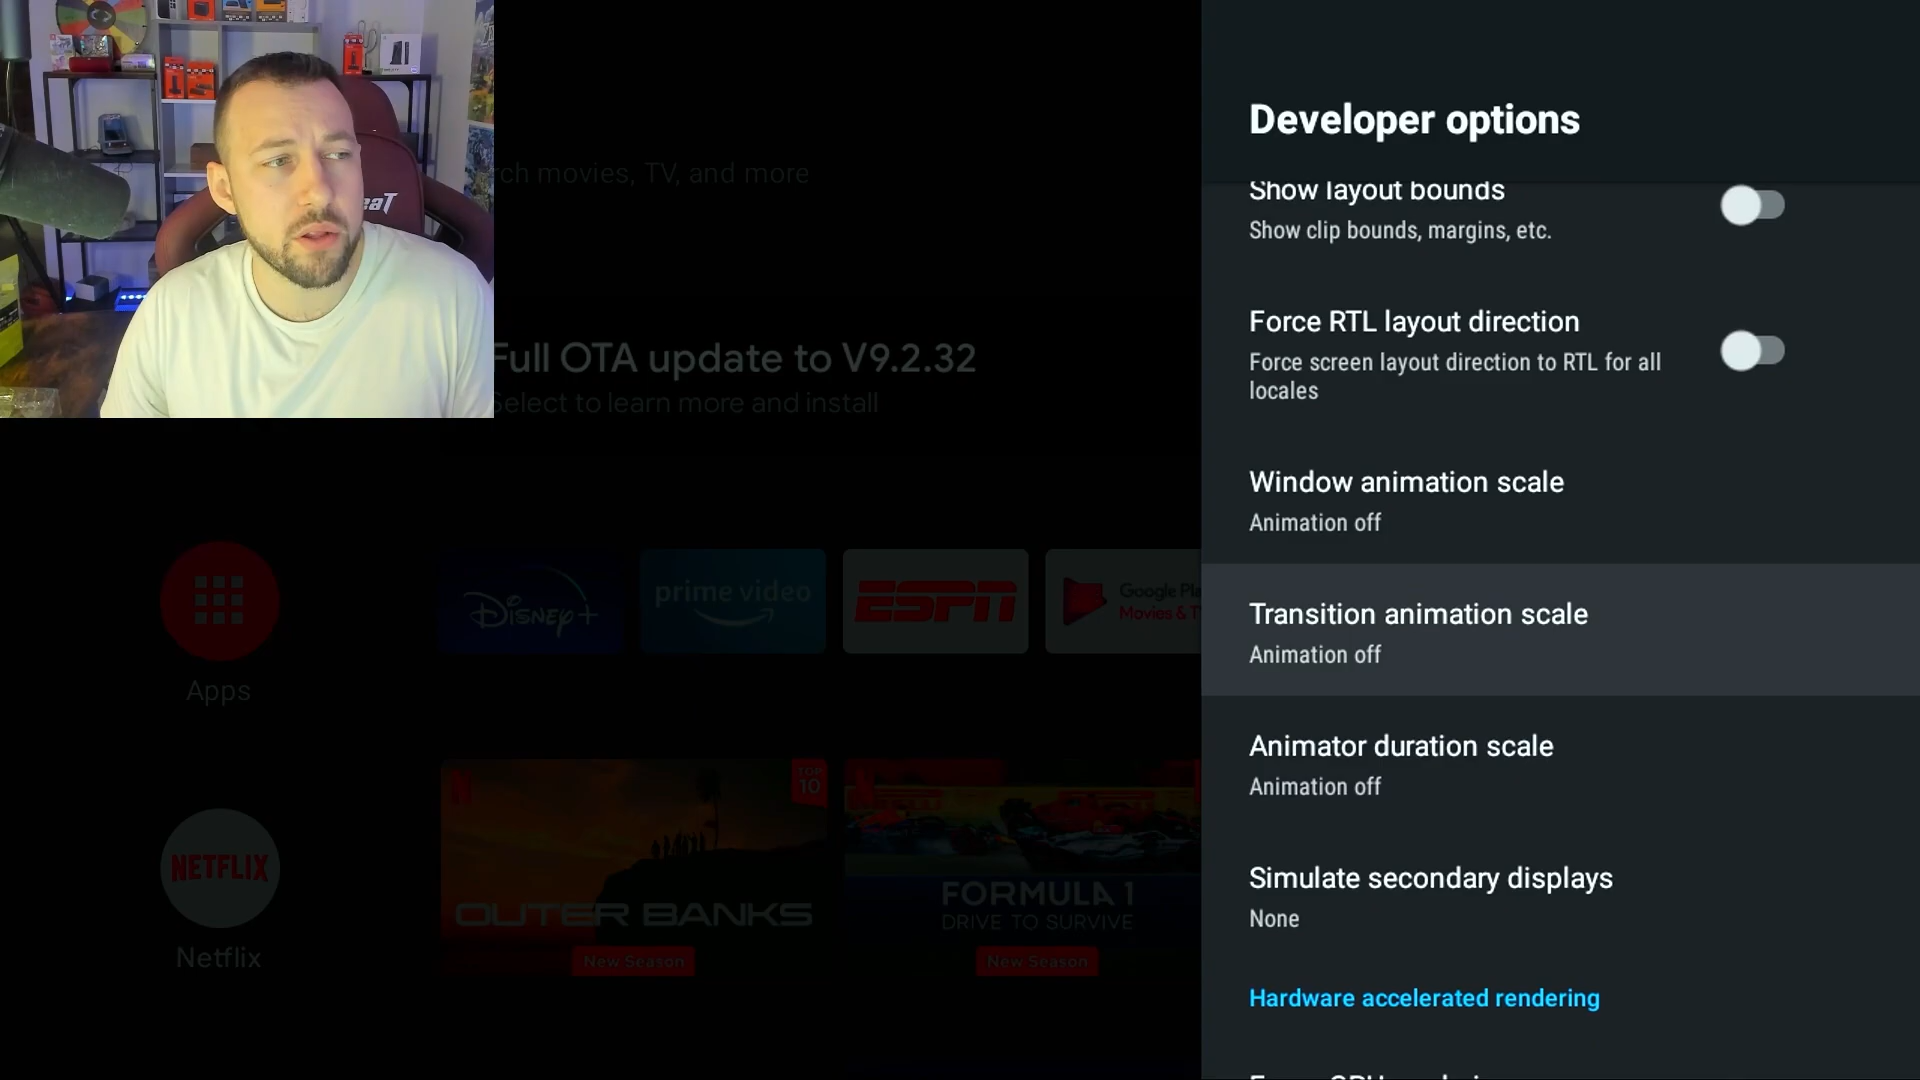 Developer options
Show layout bounds
Show clip bounds, margins, etc.
Force RTL layout direction
Force screen layout direction to RTL for all
locales
Window animation scale
Animation off
Transition animation scale
Animation off
Animator duration scale
Animation off
Simulate secondary displays
None
Hardware accelerated rendering
movies, TV, and more
Full OTA update to V9.2.32
Select to learn more and install
Apps
Disney+
prime video
ESPN
Google
Movies &
Netflix
NETFLIX
TOP
10
OUTER BANKS
New Season
FORMULA 1
DRIVE TO SURVIVE
New Season